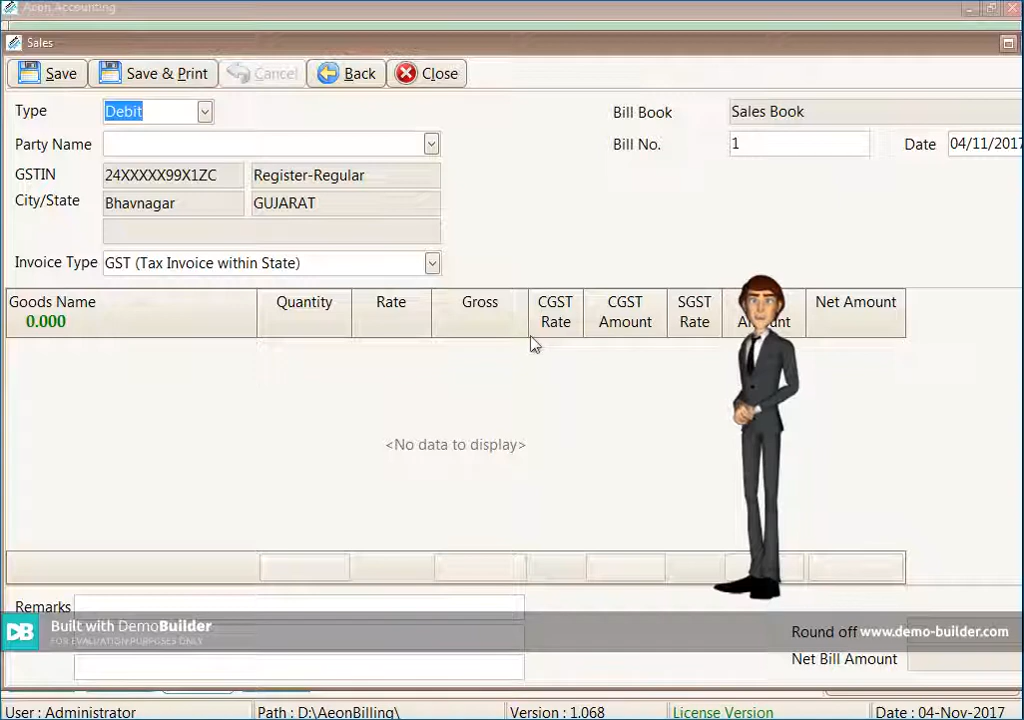 Aeon Accounting
Sales
Save Save & Print Cancel Back Close
Type Debit Bill Book Sales Book
Party Name Bill No. 1 Date 04/11/2017
GSTIN 24XXXXX99X1ZC Register-Regular
City/State Bhavnagar GUJARAT
Invoice Type GST (Tax Invoice within State)
Goods Name Quantity Rate Gross CGST Rate CGST Amount SGST Rate Net Amount
0.000
<No data to display>
Remarks
DB Built with DemoBuilder
FOR EVALUATION PURPOSES ONLY
Round off www.demo-builder.com
Net Bill Amount
User : Administrator Path : D:\AeonBilling\ Version : 1.068 License Version Date : 04-Nov-2017